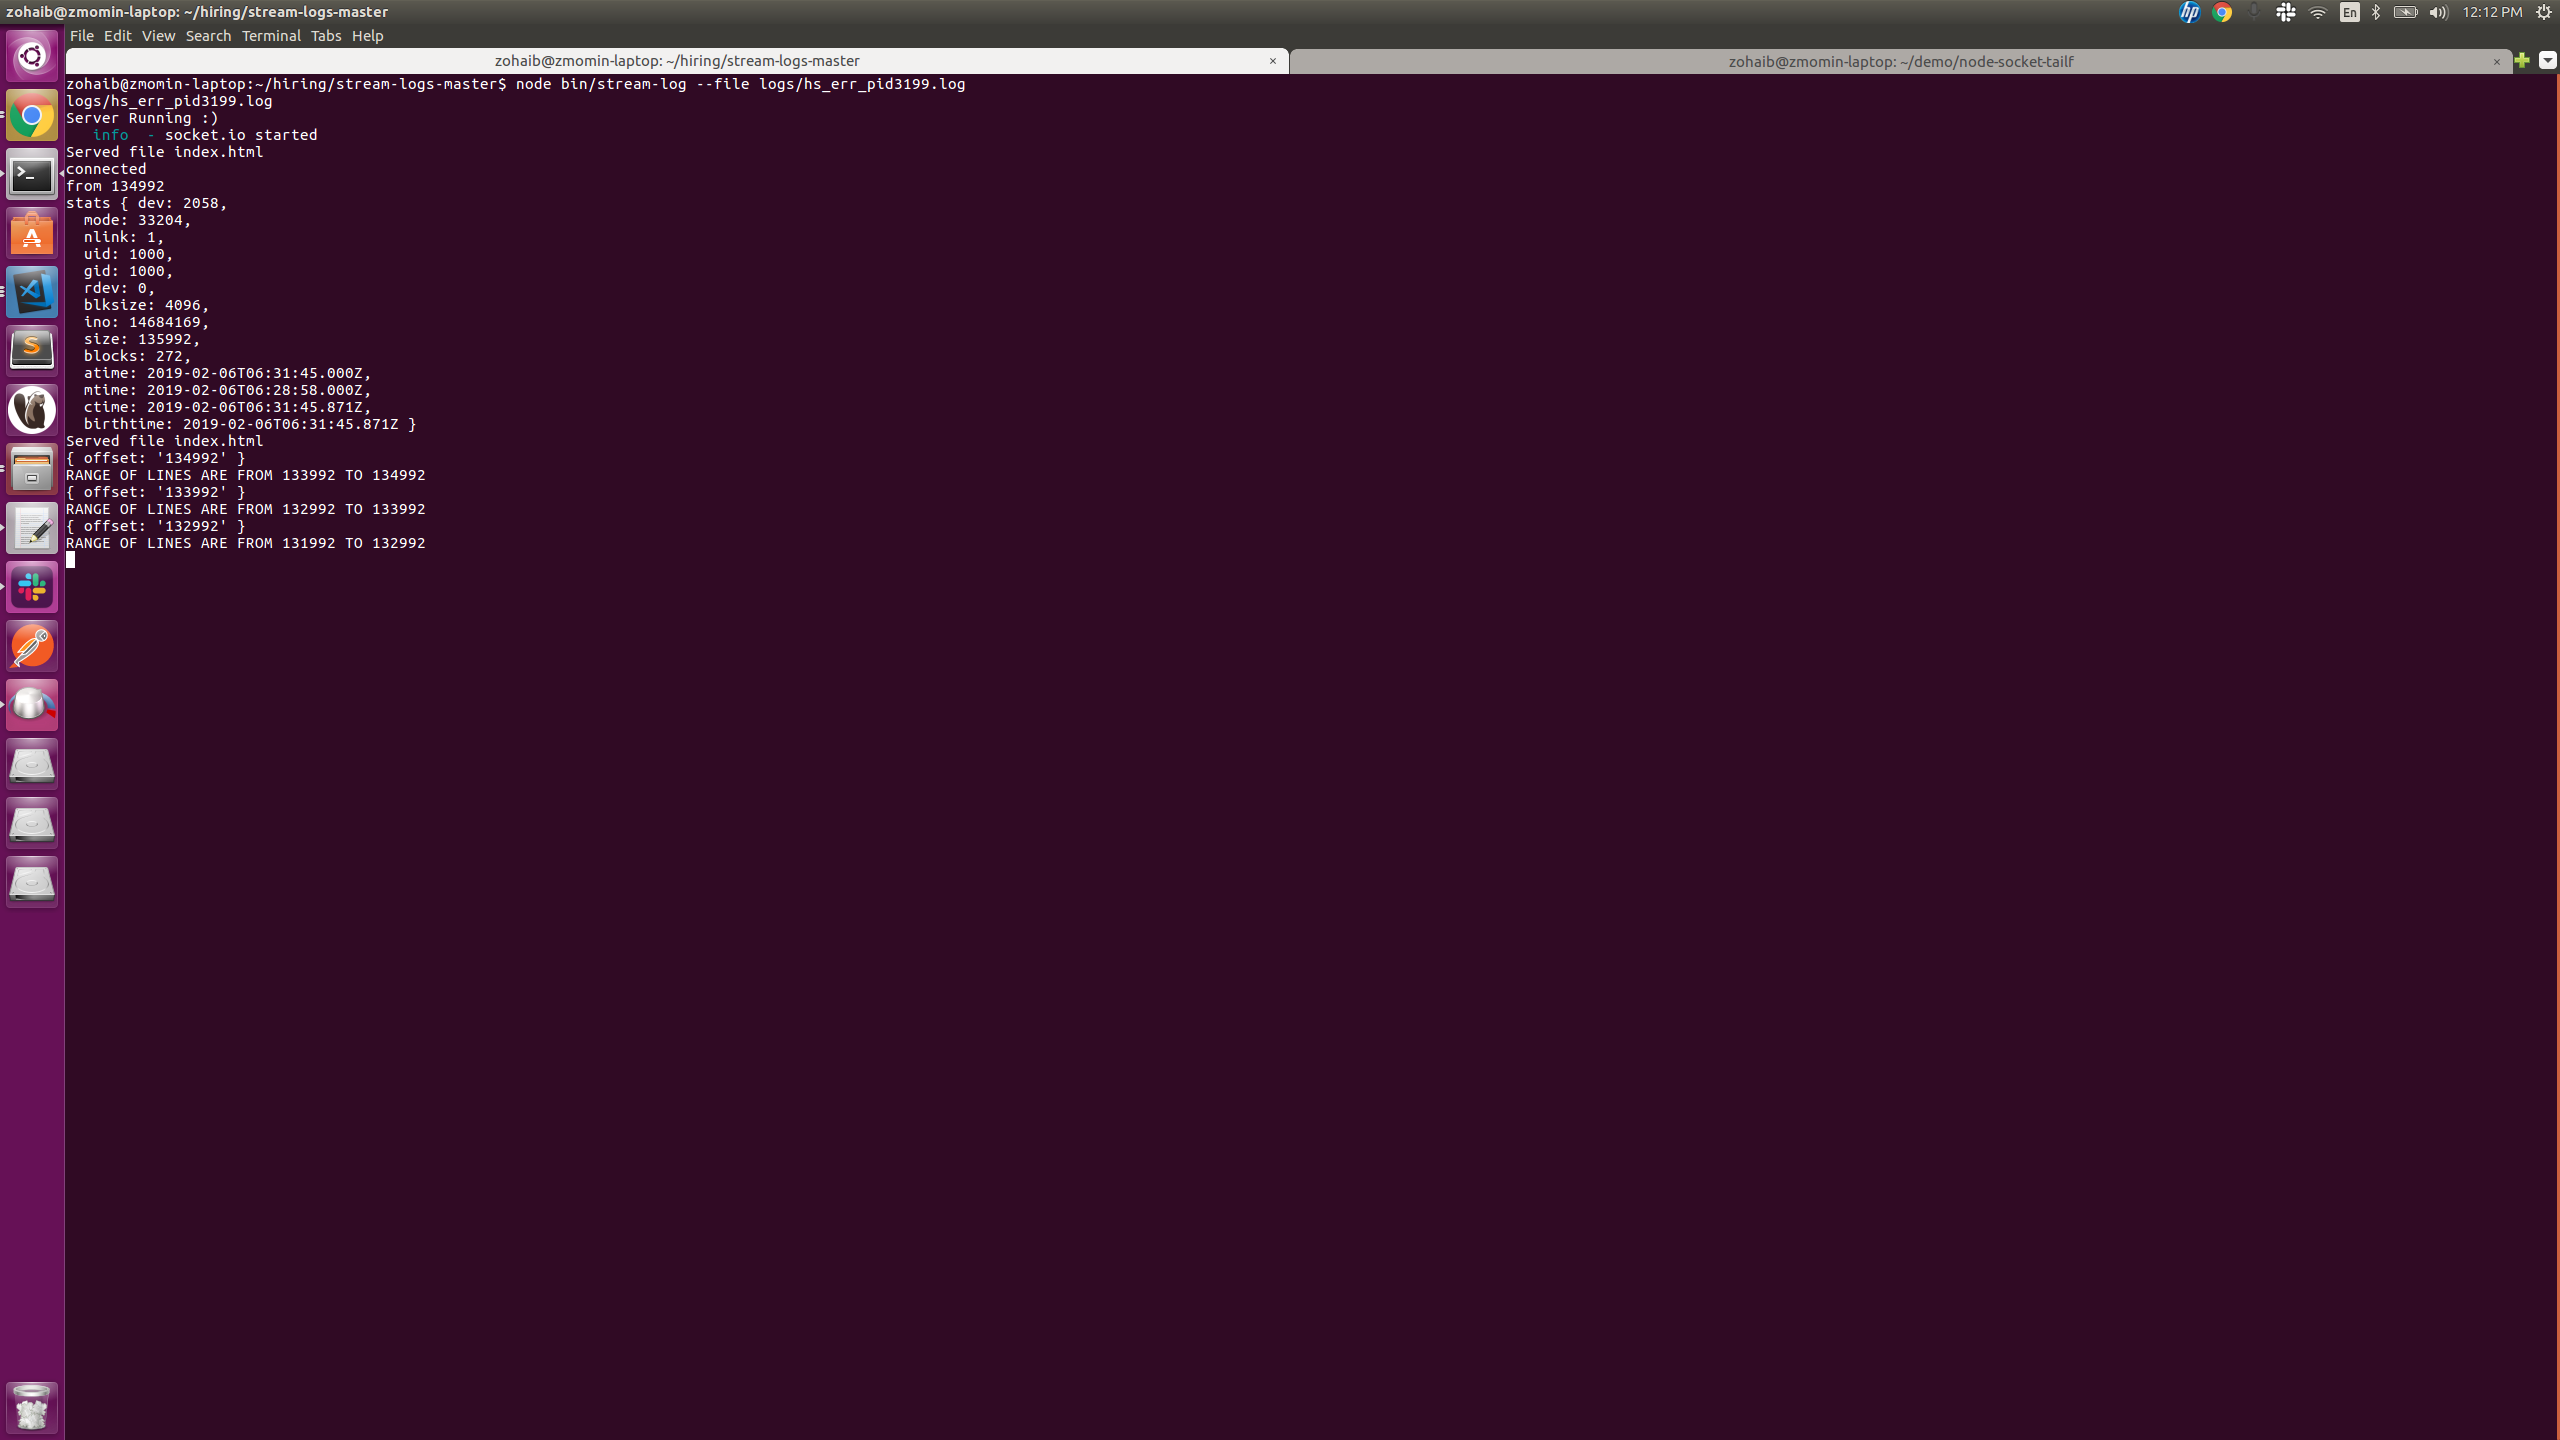 zohaib@zmomin-laptop: ~/hiring/stream-logs-master
En
12:12 PM
File Edit View Search Terminal Tabs Help
zohaib@zmomin-laptop: ~/hiring/stream-logs-master ×
zohaib@zmomin-laptop: ~/demo/node-socket-tailf ×
zohaib@zmomin-laptop:~/hiring/stream-logs-master$ node bin/stream-log --file logs/hs_err_pid3199.log
logs/hs_err_pid3199.log
Server Running :)
   info  - socket.io started
Served file index.html
connected
from 134992
stats { dev: 2058,
  mode: 33204,
  nlink: 1,
  uid: 1000,
  gid: 1000,
  rdev: 0,
  blksize: 4096,
  ino: 14684169,
  size: 135992,
  blocks: 272,
  atime: 2019-02-06T06:31:45.000Z,
  mtime: 2019-02-06T06:28:58.000Z,
  ctime: 2019-02-06T06:31:45.871Z,
  birthtime: 2019-02-06T06:31:45.871Z }
Served file index.html
{ offset: '134992' }
RANGE OF LINES ARE FROM 133992 TO 134992
{ offset: '133992' }
RANGE OF LINES ARE FROM 132992 TO 133992
{ offset: '132992' }
RANGE OF LINES ARE FROM 131992 TO 132992